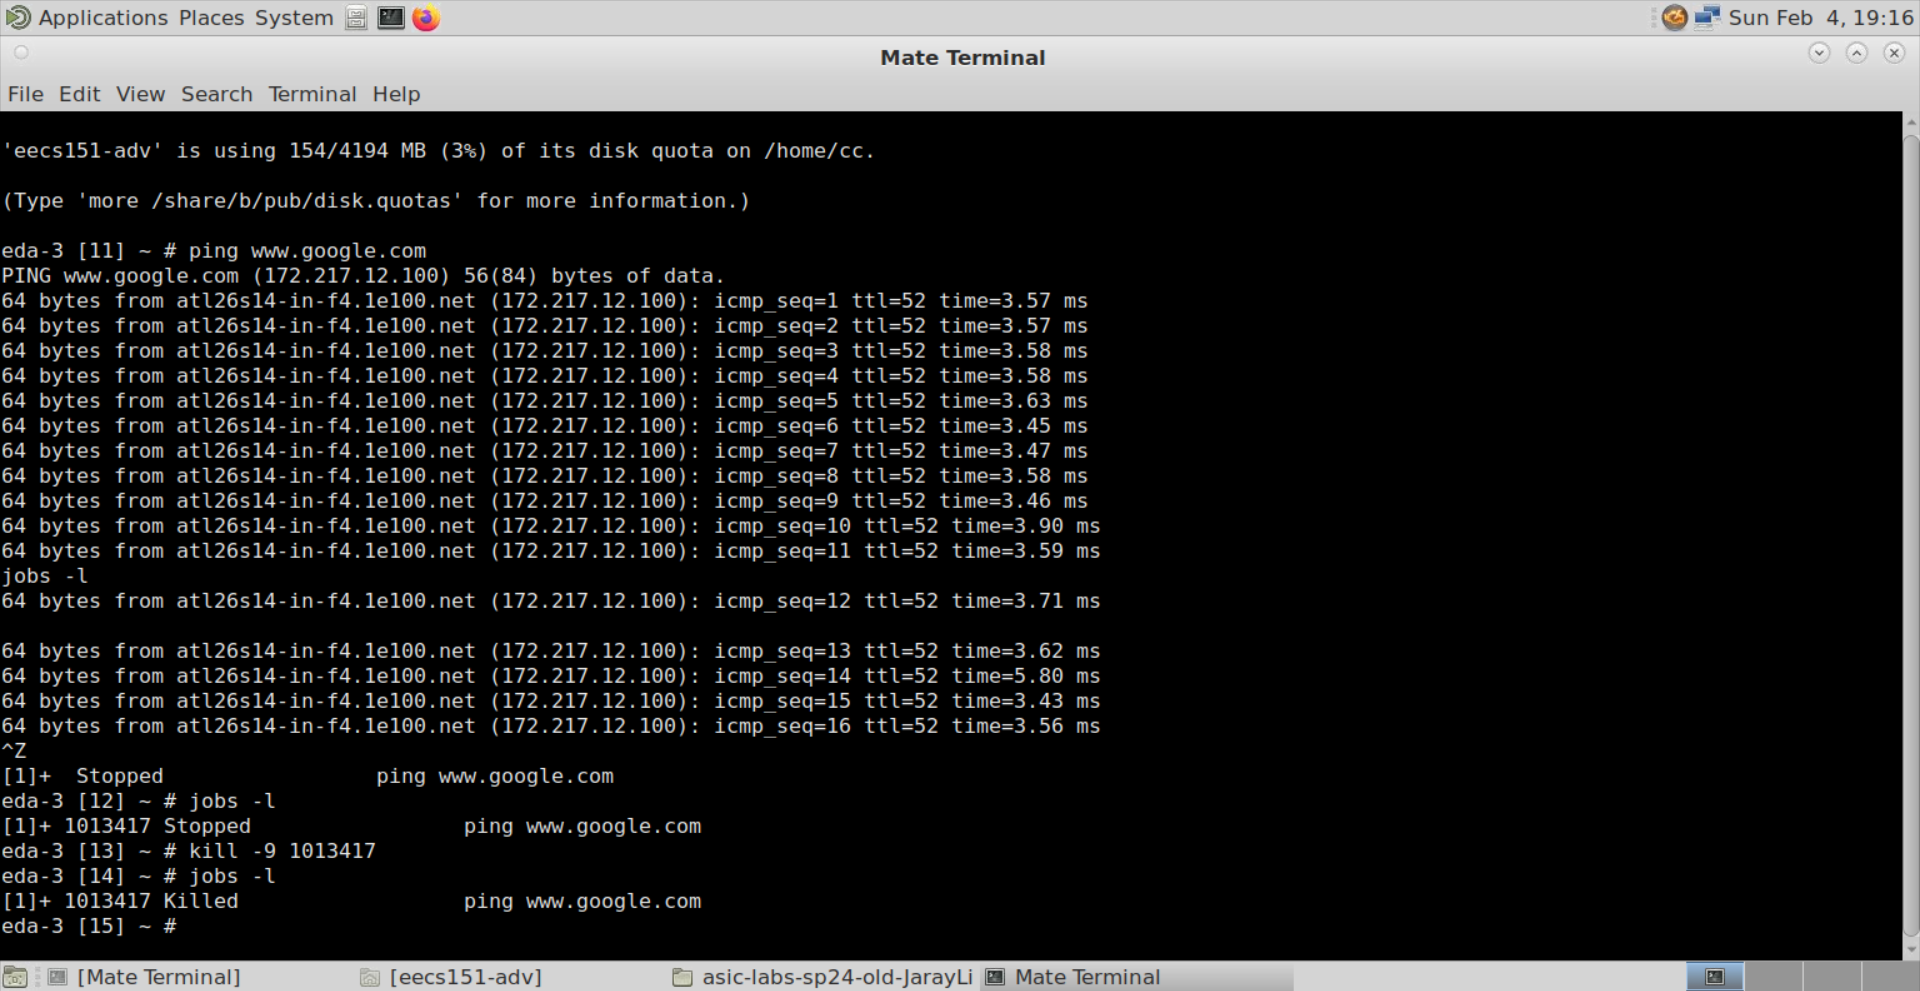 Applications Places System
Sun Feb  4, 19:16
Mate Terminal
File Edit View Search Terminal Help
'eecs151-adv' is using 154/4194 MB (3%) of its disk quota on /home/cc.
(Type 'more /share/b/pub/disk.quotas' for more information.)
eda-3 [11] ~ # ping www.google.com
PING www.google.com (172.217.12.100) 56(84) bytes of data.
64 bytes from atl26s14-in-f4.1e100.net (172.217.12.100): icmp_seq=1 ttl=52 time=3.57 ms
64 bytes from atl26s14-in-f4.1e100.net (172.217.12.100): icmp_seq=2 ttl=52 time=3.57 ms
64 bytes from atl26s14-in-f4.1e100.net (172.217.12.100): icmp_seq=3 ttl=52 time=3.58 ms
64 bytes from atl26s14-in-f4.1e100.net (172.217.12.100): icmp_seq=4 ttl=52 time=3.58 ms
64 bytes from atl26s14-in-f4.1e100.net (172.217.12.100): icmp_seq=5 ttl=52 time=3.63 ms
64 bytes from atl26s14-in-f4.1e100.net (172.217.12.100): icmp_seq=6 ttl=52 time=3.45 ms
64 bytes from atl26s14-in-f4.1e100.net (172.217.12.100): icmp_seq=7 ttl=52 time=3.47 ms
64 bytes from atl26s14-in-f4.1e100.net (172.217.12.100): icmp_seq=8 ttl=52 time=3.58 ms
64 bytes from atl26s14-in-f4.1e100.net (172.217.12.100): icmp_seq=9 ttl=52 time=3.46 ms
64 bytes from atl26s14-in-f4.1e100.net (172.217.12.100): icmp_seq=10 ttl=52 time=3.90 ms
64 bytes from atl26s14-in-f4.1e100.net (172.217.12.100): icmp_seq=11 ttl=52 time=3.59 ms
jobs -l
64 bytes from atl26s14-in-f4.1e100.net (172.217.12.100): icmp_seq=12 ttl=52 time=3.71 ms
64 bytes from atl26s14-in-f4.1e100.net (172.217.12.100): icmp_seq=13 ttl=52 time=3.62 ms
64 bytes from atl26s14-in-f4.1e100.net (172.217.12.100): icmp_seq=14 ttl=52 time=5.80 ms
64 bytes from atl26s14-in-f4.1e100.net (172.217.12.100): icmp_seq=15 ttl=52 time=3.43 ms
64 bytes from atl26s14-in-f4.1e100.net (172.217.12.100): icmp_seq=16 ttl=52 time=3.56 ms
^Z
[1]+  Stopped                 ping www.google.com
eda-3 [12] ~ # jobs -l
[1]+ 1013417 Stopped                 ping www.google.com
eda-3 [13] ~ # kill -9 1013417
eda-3 [14] ~ # jobs -l
[1]+ 1013417 Killed                  ping www.google.com
eda-3 [15] ~ #
[Mate Terminal]
[eecs151-adv]
asic-labs-sp24-old-JarayLi
Mate Terminal